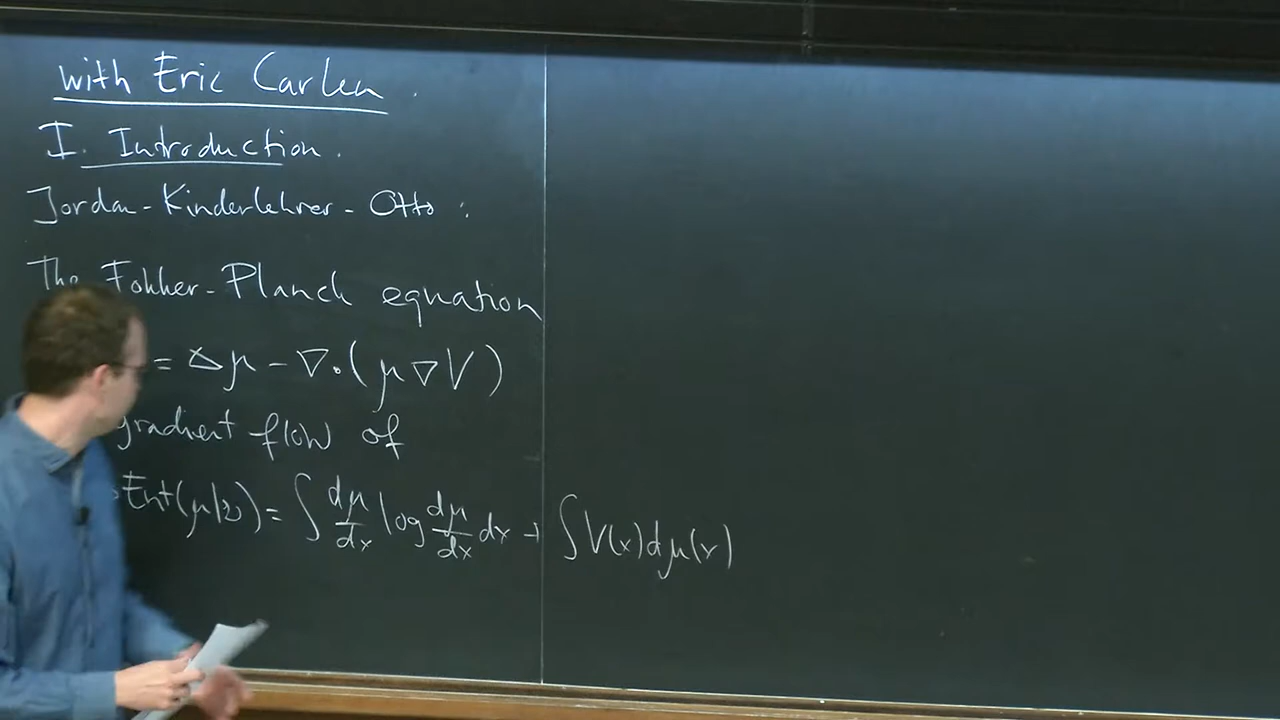 with Eric Carlen.
I. Introduction.
Jordan-Kinderlehrer-Otto :
The Fokker-Planck equation
= Δμ - ∇·(μ∇V)
gradient flow of
Ent(μ|ν) = ∫ dμ/dx log dμ/dx dx + ∫V(x)dμ(x)